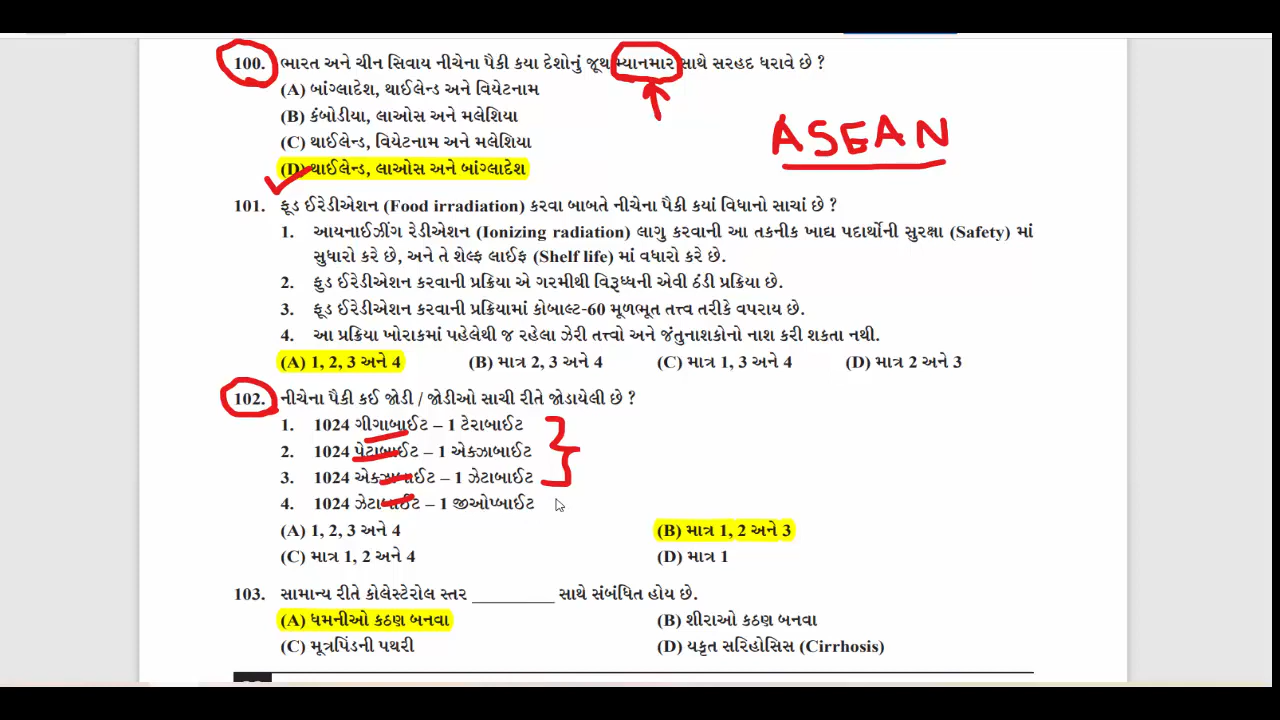 100. ભારત અને ચીન સિવાય નીચેના પૈકી કયા દેશોનું જૂથ મ્યાનમાર સાથે સરહદ ધરાવે છે ?
(A) બાંગ્લાદેશ, થાઈલેન્ડ અને વિયેટનામ
(B) કંબોડીયા, લાઓસ અને મલેશિયા
ASEAN
(C) થાઈલેન્ડ, વિયેટનામ અને મલેશિયા
(D) થાઈલેન્ડ, લાઓસ અને બાંગ્લાદેશ
101. ફૂડ ઈરેડીએશન (Food irradiation) કરવા બાબતે નીચેના પૈકી કયાં વિધાનો સાચાં છે ?
1. આયનાઈઝીંગ રેડીએશન (Ionizing radiation) લાગુ કરવાની આ તકનીક ખાદ્ય પદાર્થોની સુરક્ષા (Safety) માં
સુધારો કરે છે, અને તે શેલ્ફ લાઈફ (Shelf life) માં વધારો કરે છે.
2. ફુડ ઈરેડીએશન કરવાની પ્રક્રિયા એ ગરમીથી વિરૂધ્ધની એવી ઠંડી પ્રક્રિયા છે.
3. ફૂડ ઈરેડીએશન કરવાની પ્રક્રિયામાં કોબાલ્ટ-60 મૂળભૂત તત્ત્વ તરીકે વપરાય છે.
4. આ પ્રક્રિયા ખોરાકમાં પહેલેથી જ રહેલા ઝેરી તત્ત્વો અને જંતુનાશકોનો નાશ કરી શકતા નથી.
(A) 1, 2, 3 અને 4 (B) માત્ર 2, 3 અને 4 (C) માત્ર 1, 3 અને 4 (D) માત્ર 2 અને 3
102. નીચેના પૈકી કઈ જોડી / જોડીઓ સાચી રીતે જોડાયેલી છે ?
1. 1024 ગીગાબાઈટ – 1 ટેરાબાઈટ
2. 1024 પેટાબાઈટ – 1 એક્ઝાબાઈટ
3. 1024 એક્ઝાબાઈટ – 1 ઝેટાબાઈટ
4. 1024 ઝેટાબાઈટ – 1 જીઓપ્બાઈટ
(A) 1, 2, 3 અને 4 (B) માત્ર 1, 2 અને 3
(C) માત્ર 1, 2 અને 4 (D) માત્ર 1
103. સામાન્ય રીતે કોલેસ્ટેરોલ સ્તર __________ સાથે સંબંધિત હોય છે.
(A) ધમનીઓ કઠણ બનવા (B) શીરાઓ કઠણ બનવા
(C) મૂત્રપિંડની પથરી (D) યકૃત સરિહોસિસ (Cirrhosis)